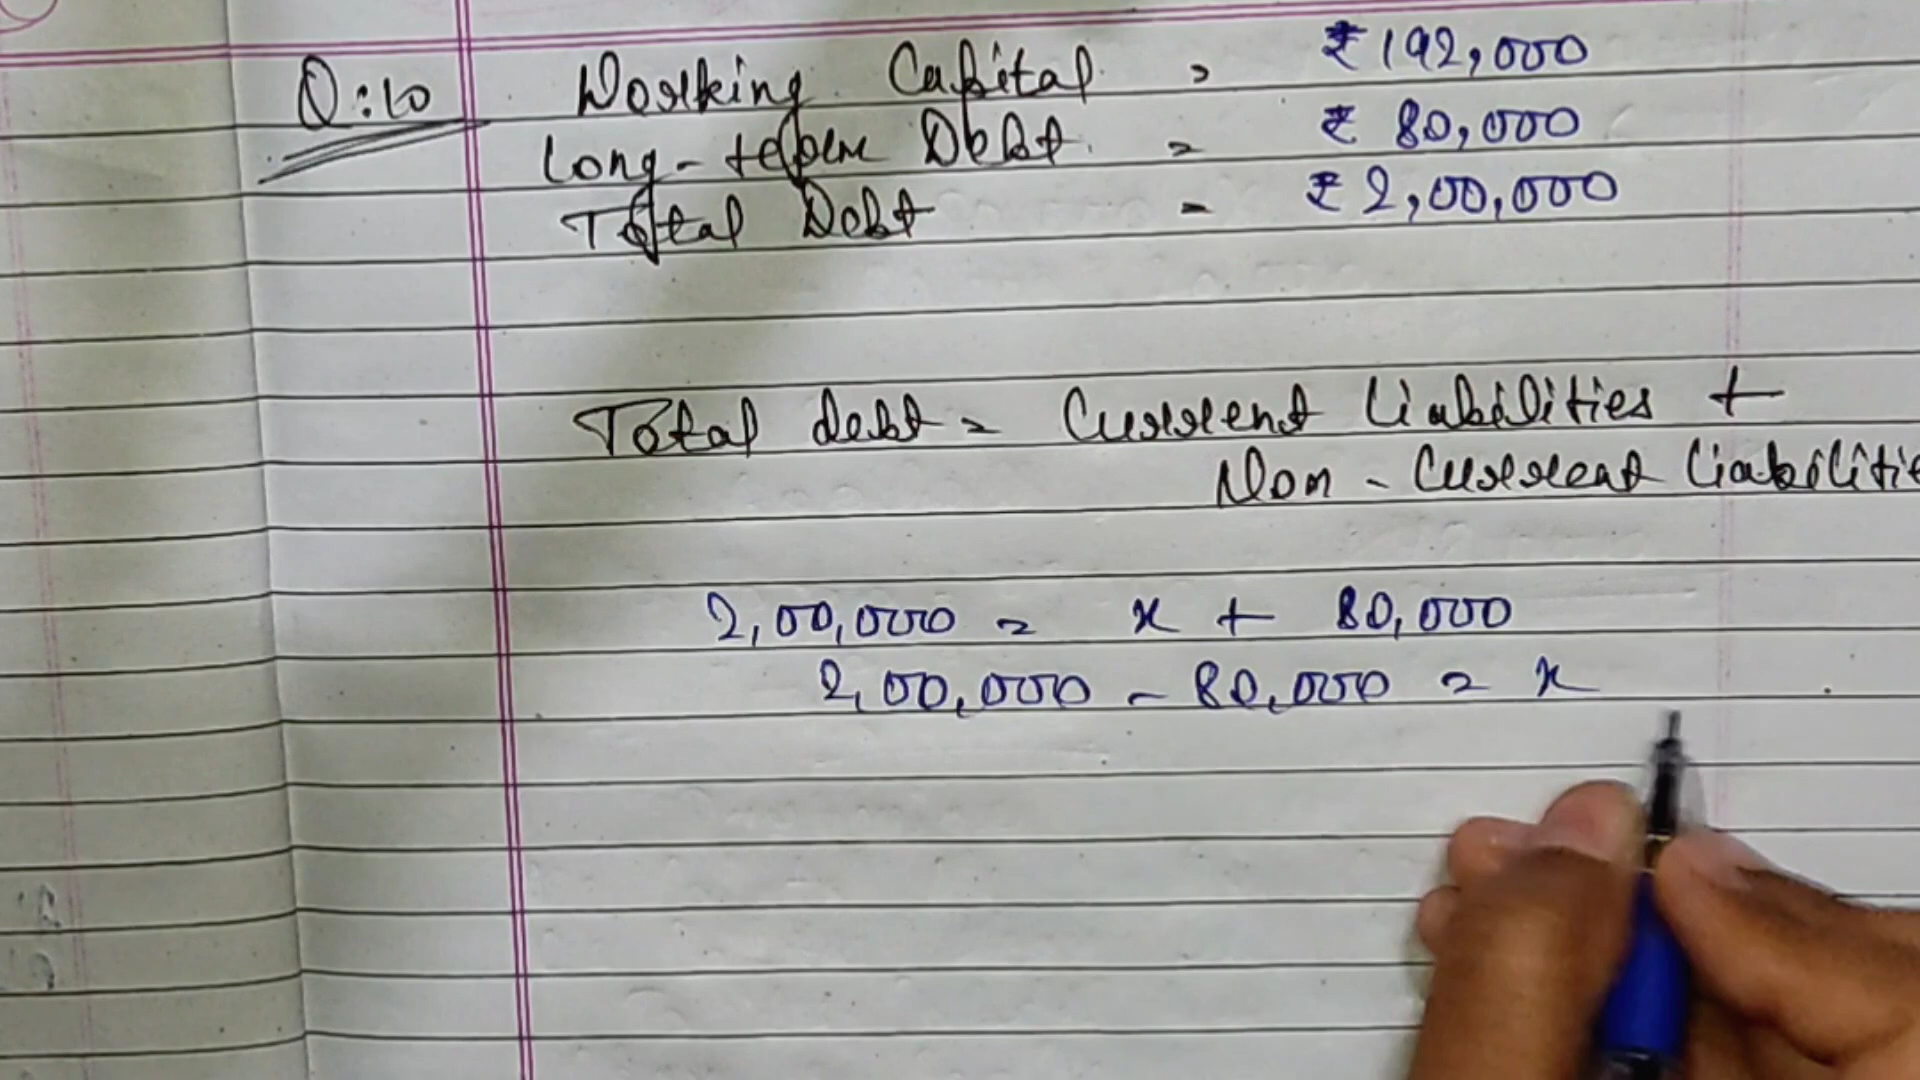 Q:10 Working Capital = ₹ 192,000
Long-term Debt = ₹ 80,000
Total Debt = ₹ 2,00,000
Total debt = Current Liabilities +
Non - Current Liabilitie
2,00,000 = x + 80,000
2,00,000 - 80,000 = x